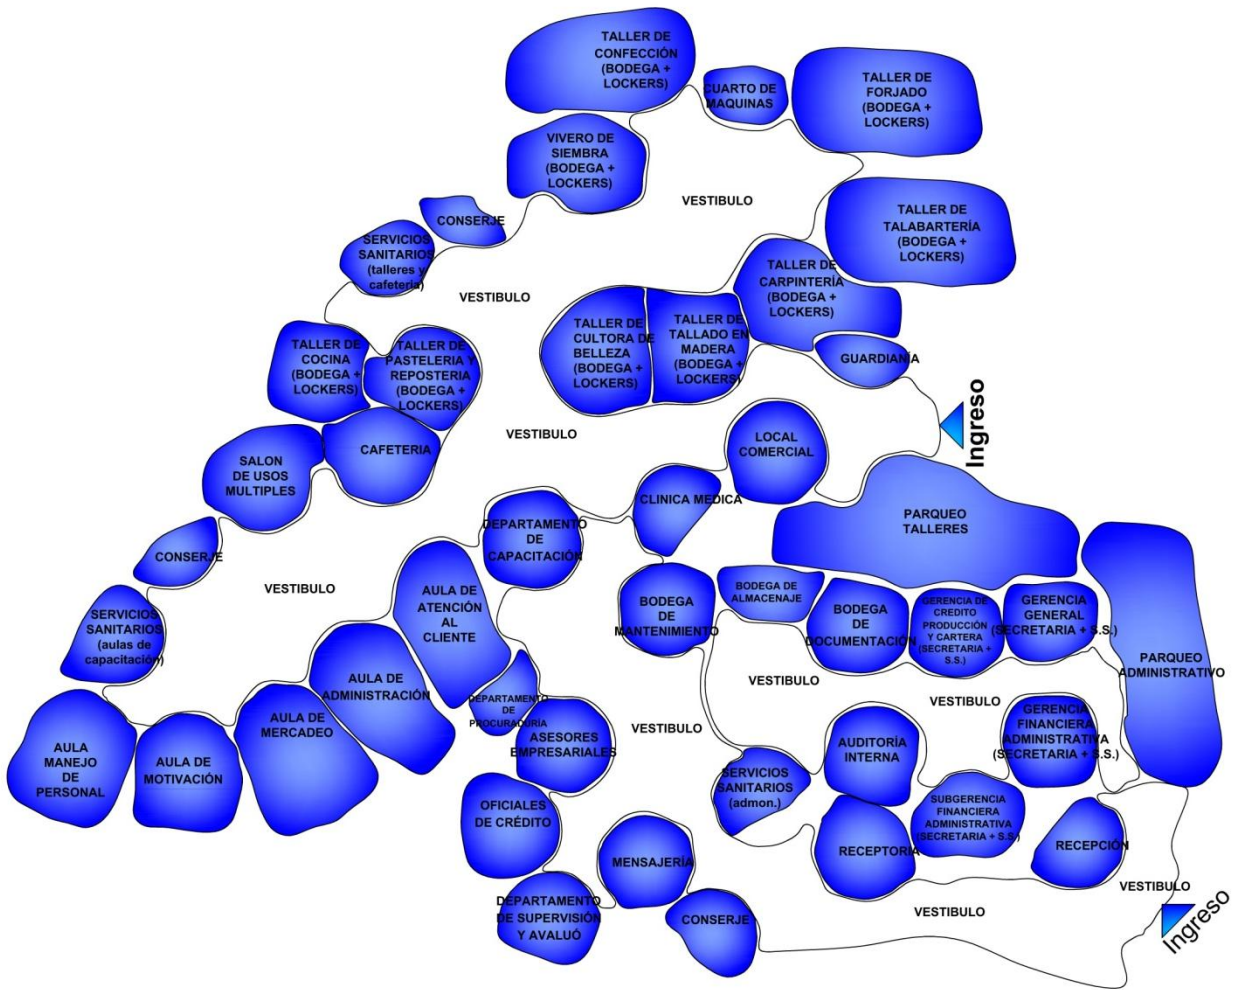 TALLER DE
CONFECCIÓN
(BODEGA +
LOCKERS)
CUARTO DE
MAQUINAS
TALLER DE
FORJADO
(BODEGA +
LOCKERS)
VIVERO DE
SIEMBRA
(BODEGA +
LOCKERS)
VESTIBULO
TALLER DE
TALABARTERÍA
(BODEGA +
LOCKERS)
CONSERJE
SERVICIOS
SANITARIOS
(talleres y
cafeteria)
VESTIBULO
TALLER DE
CARPINTERÍA
(BODEGA +
LOCKERS)
TALLER DE
COCINA
(BODEGA +
LOCKERS)
TALLER DE
PASTELERIA Y
REPOSTERIA
(BODEGA +
LOCKERS)
TALLER DE
CULTORA DE
BELLEZA
(BODEGA +
LOCKERS)
TALLER DE
TALLADO EN
MADERA
(BODEGA +
LOCKERS)
GUARDIANÍA
Ingreso
VESTIBULO
LOCAL
COMERCIAL
CAFETERIA
SALON
DE USOS
MULTIPLES
CLINICA MEDICA
PARQUEO
TALLERES
DEPARTAMENTO
DE
CAPACITACIÓN
CONSERJE
VESTIBULO
AULA DE
ATENCIÓN
AL
CLIENTE
BODEGA
DE
MANTENIMIENTO
BODEGA DE
ALMACENAJE
BODEGA
DE
DOCUMENTACIÓN
GERENCIA DE
CREDITO
PRODUCCIÓN
Y CARTERA
(SECRETARIA +
S.S.)
GERENCIA
GENERAL
(SECRETARIA + S.S.)
PARQUEO
ADMINISTRATIVO
SERVICIOS
SANITARIOS
(aulas de
capacitación)
AULA DE
ADMINISTRACIÓN
VESTIBULO
VESTIBULO
DEPARTAMENTO
DE
PROCURADURÍA
AULA DE
MERCADEO
VESTIBULO
ASESORES
EMPRESARIALES
AUDITORÍA
INTERNA
GERENCIA
FINANCIERA
ADMINISTRATIVA
(SECRETARIA + S.S.)
AULA
MANEJO
DE
PERSONAL
AULA DE
MOTIVACIÓN
SERVICIOS
SANITARIOS
(admon.)
OFICIALES
DE CRÉDITO
SUBGERENCIA
FINANCIERA
ADMINISTRATIVA
(SECRETARIA + S.S.)
RECEPTORIA
RECEPCIÓN
MENSAJERÍA
VESTIBULO
DEPARTAMENTO
DE SUPERVISIÓN
Y AVALUÓ
CONSERJE
VESTIBULO
Ingreso